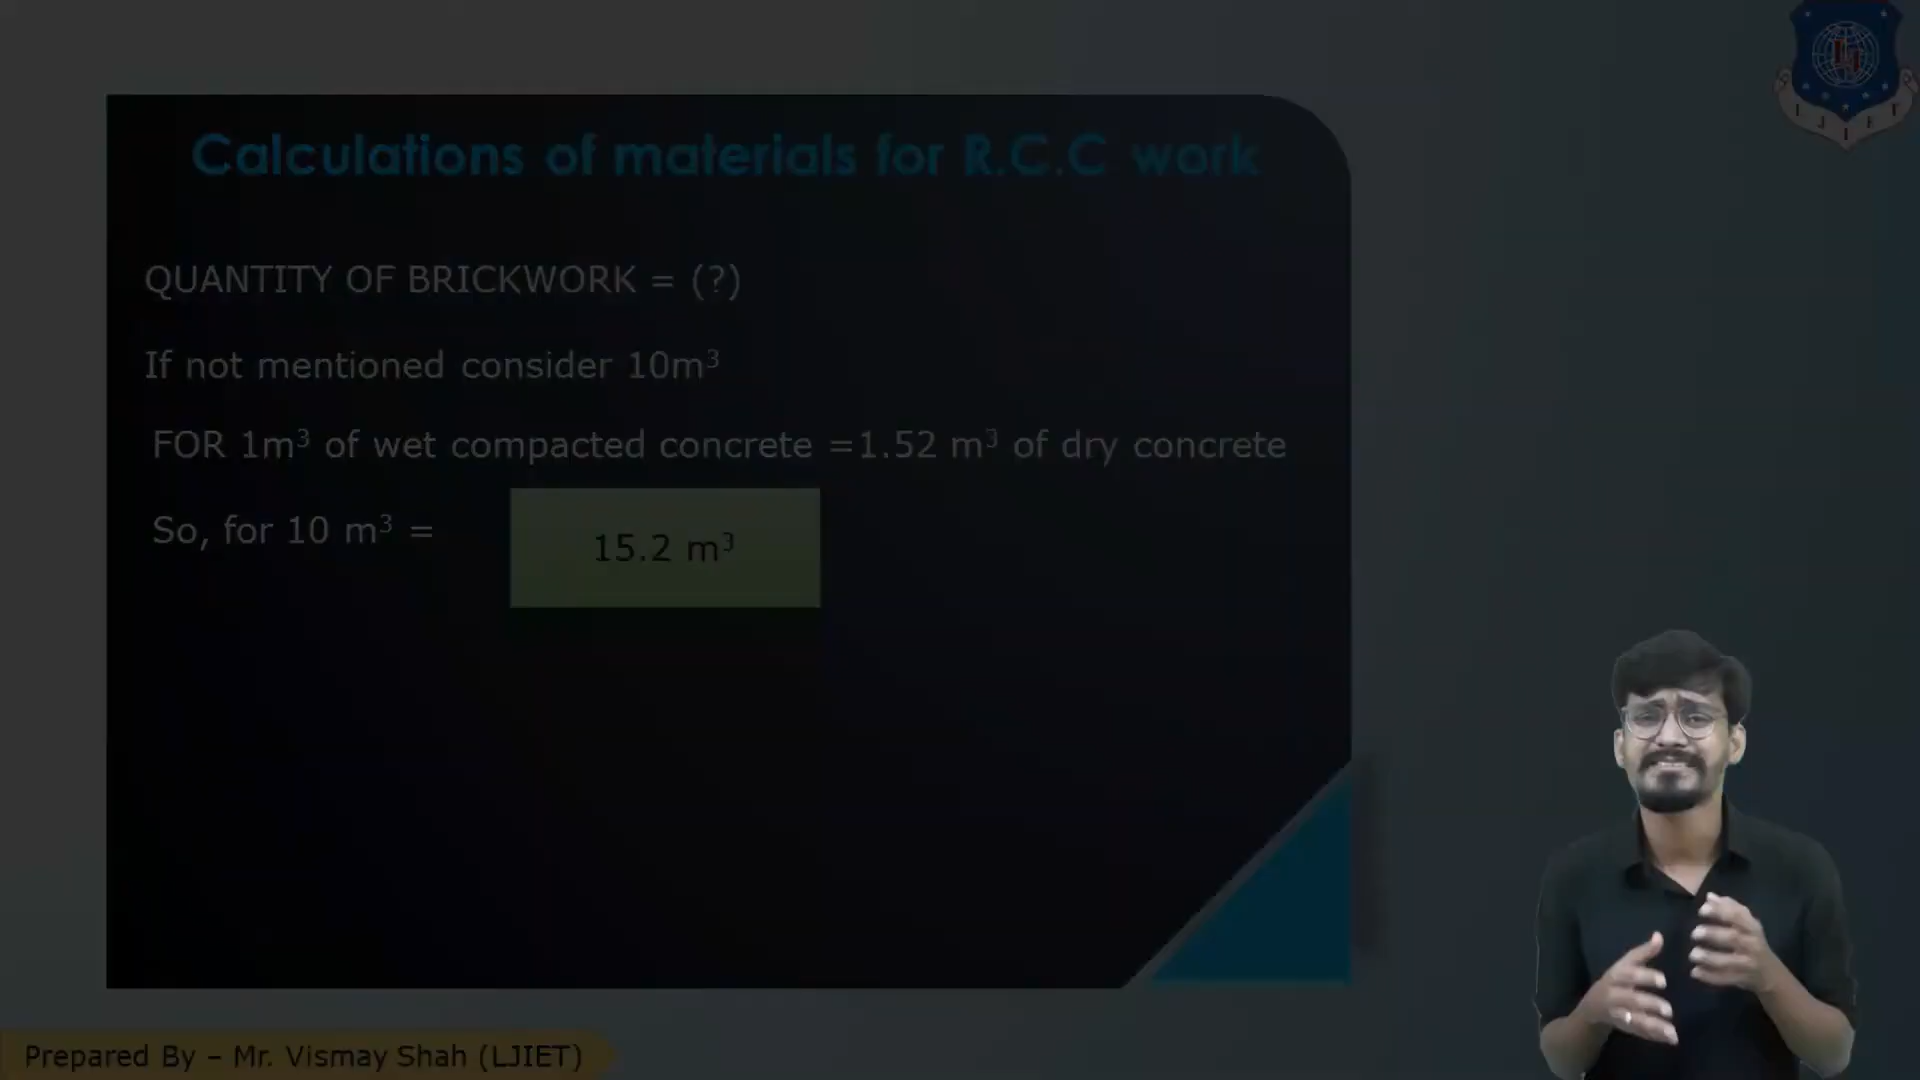 Calculations of materials for R.C.C work
QUANTITY OF BRICKWORK = (?)
If not mentioned consider 10m³
FOR 1m³ of wet compacted concrete =1.52 m³ of dry concrete
So, for 10 m³ =
15.2 m³
L J I E T
Prepared By – Mr. Vismay Shah (LJIET)